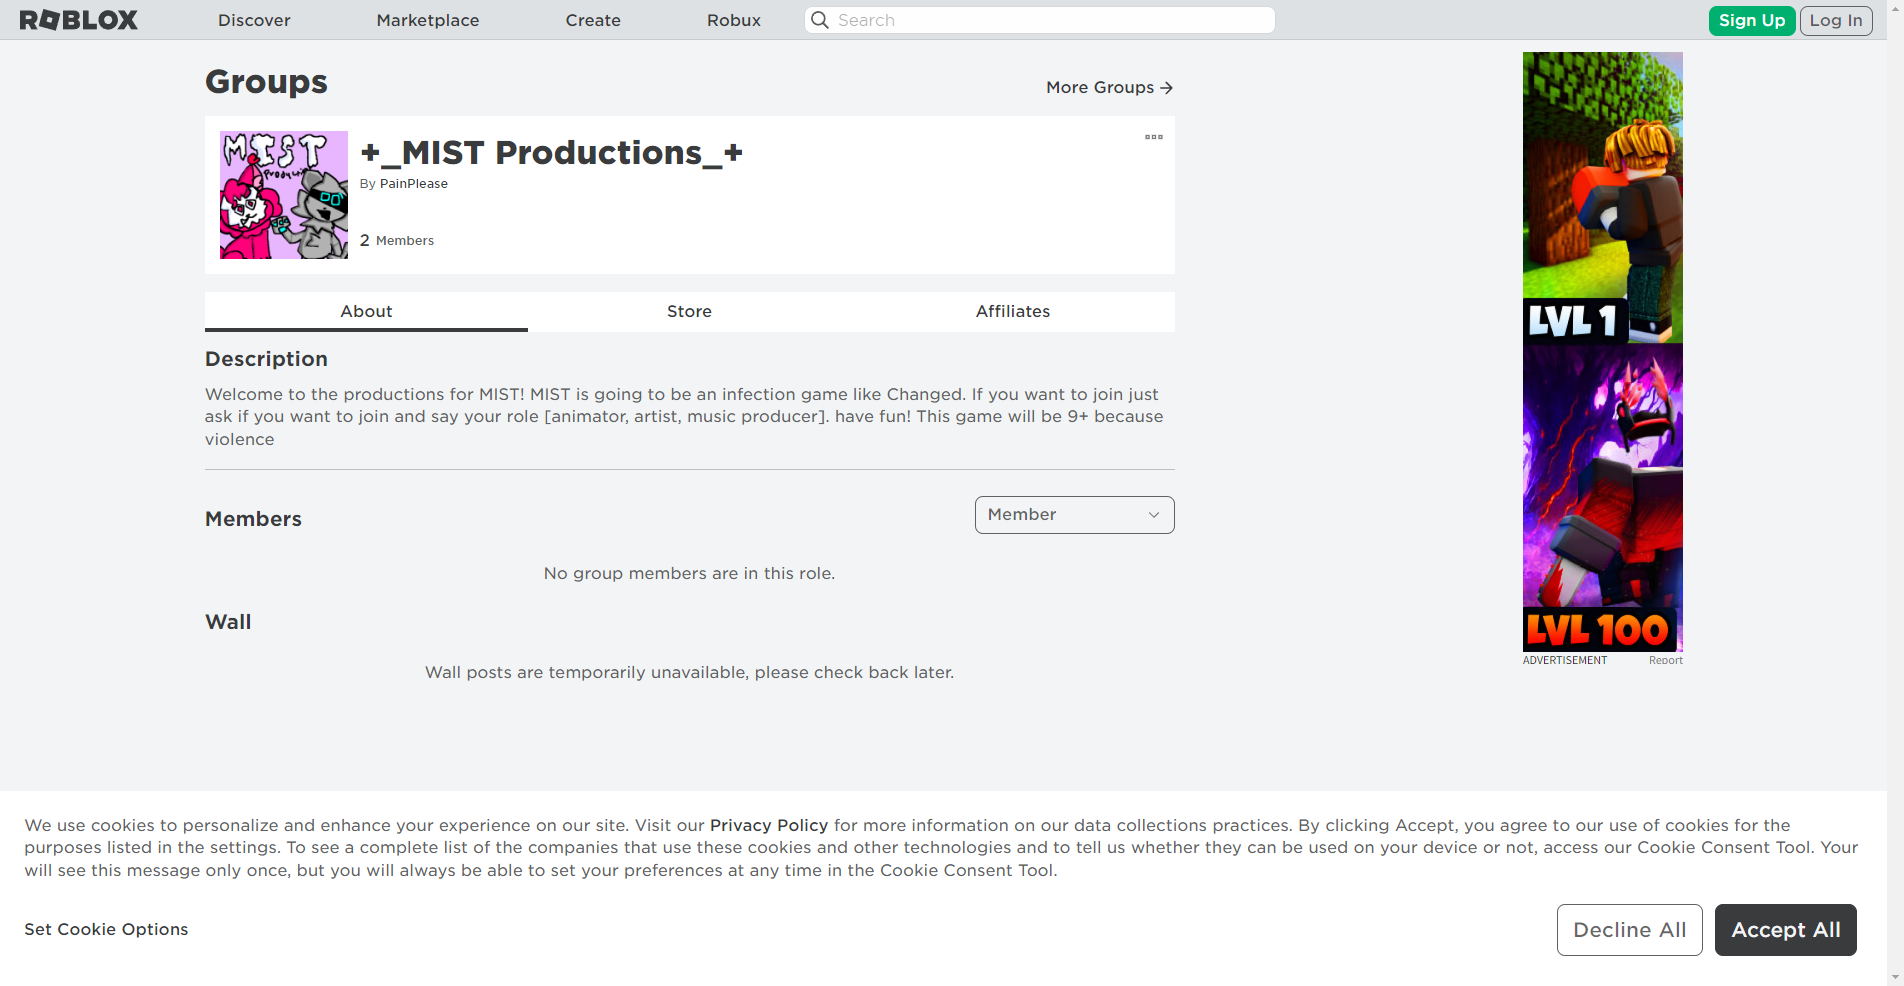 ROBLOX
Discover
Marketplace
Create
Robux
Search
Sign Up
Log In
Groups
More Groups
MIST
Production
+_MIST Productions_+
By PainPlease
2 Members
About
Store
Affiliates
Description
Welcome to the productions for MIST! MIST is going to be an infection game like Changed. If you want to join just
ask if you want to join and say your role [animator, artist, music producer]. have fun! This game will be 9+ because
violence
Members
Member
No group members are in this role.
Wall
Wall posts are temporarily unavailable, please check back later.
LVL 1
LVL 100
ADVERTISEMENT
Report
We use cookies to personalize and enhance your experience on our site. Visit our Privacy Policy for more information on our data collections practices. By clicking Accept, you agree to our use of cookies for the
purposes listed in the settings. To see a complete list of the companies that use these cookies and other technologies and to tell us whether they can be used on your device or not, access our Cookie Consent Tool. Your
will see this message only once, but you will always be able to set your preferences at any time in the Cookie Consent Tool.
Set Cookie Options
Decline All
Accept All